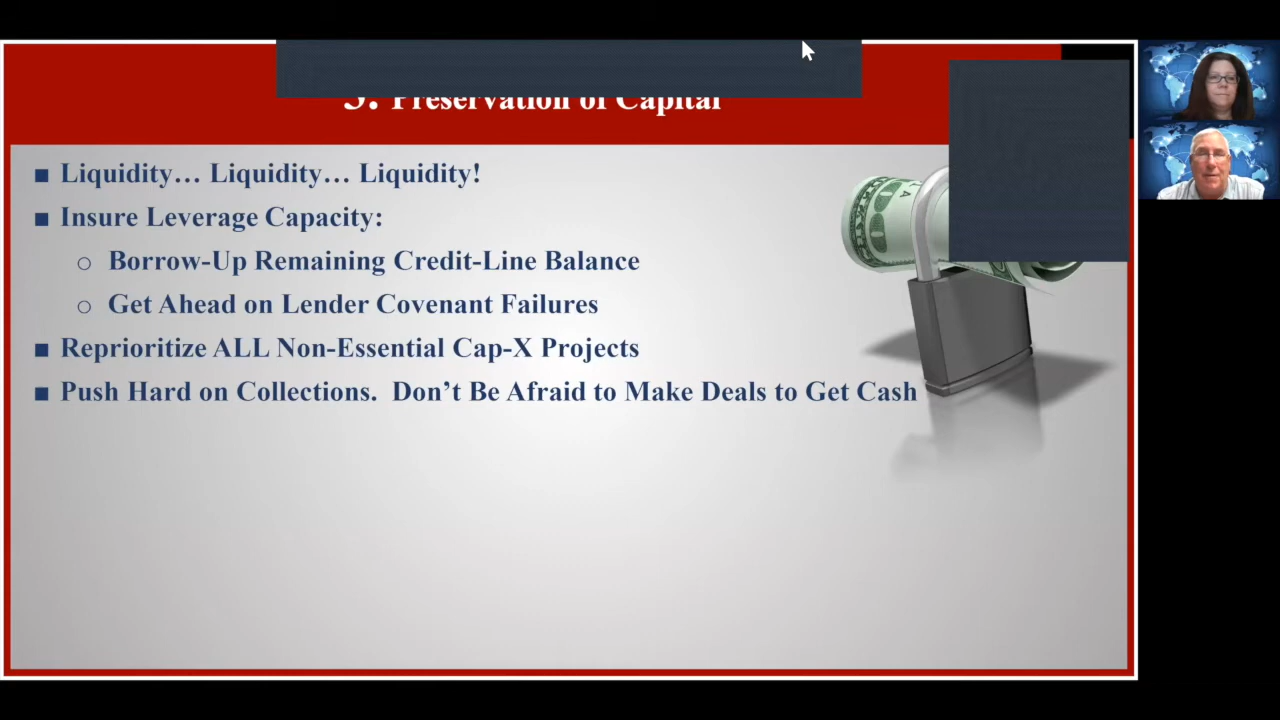 Preservation of Capital
■ Liquidity… Liquidity… Liquidity!
■ Insure Leverage Capacity:
○ Borrow-Up Remaining Credit-Line Balance
○ Get Ahead on Lender Covenant Failures
■ Reprioritize ALL Non-Essential Cap-X Projects
■ Push Hard on Collections.  Don’t Be Afraid to Make Deals to Get Cash